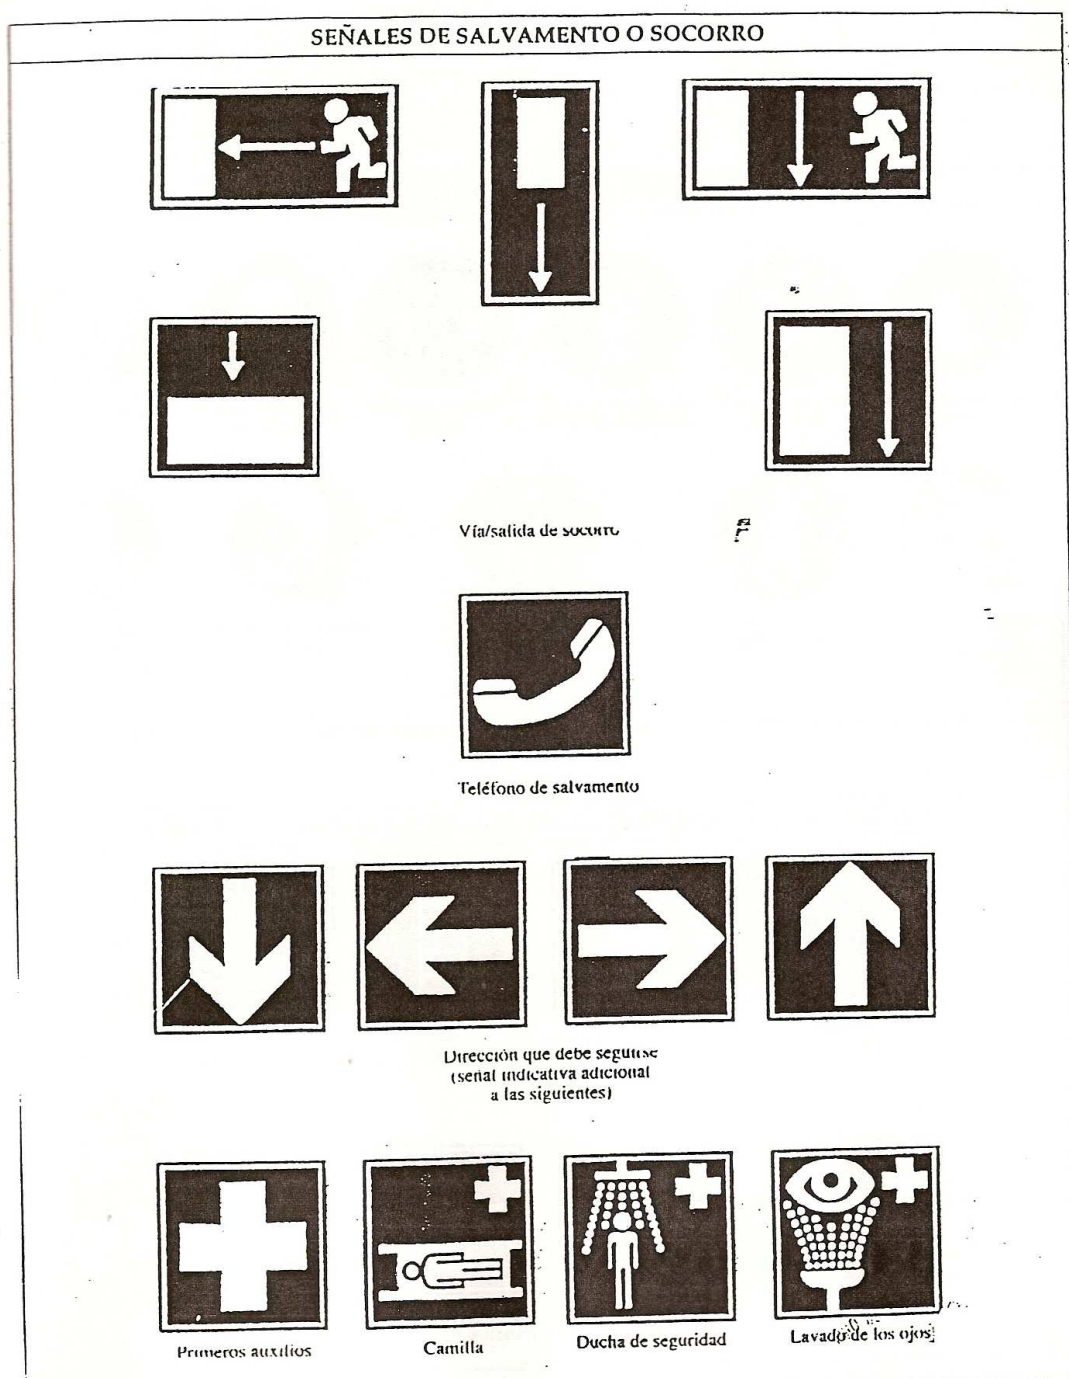 SEÑALES DE SALVAMENTO O SOCORRO
Vía/salida de socorro
Teléfono de salvamento
Dirección que debe seguirse
(señal indicativa adicional
a las siguientes)
Primeros auxilios
Camilla
Ducha de seguridad
Lavado de los ojos